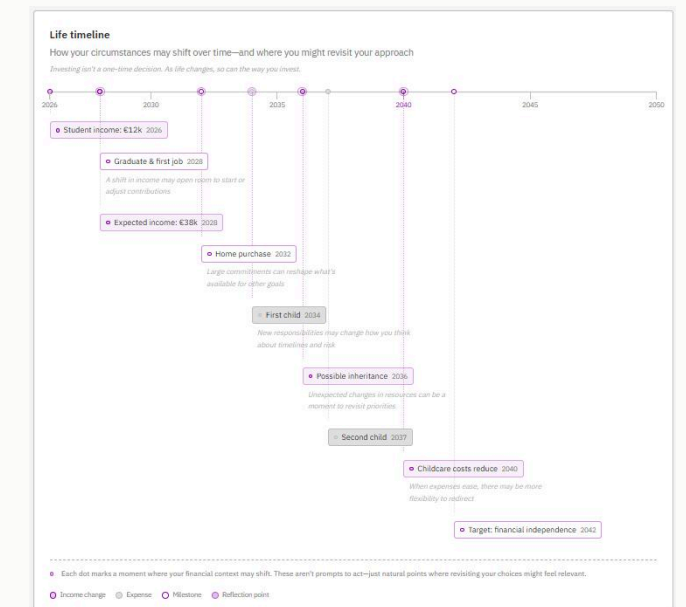 Life timeline
How your circumstances may shift over time—and where you might revisit your approach
Investing isn't a one-time decision. As life changes, so can the way you invest.
2026 2030 2035 2040 2045 2050
Student income: €12k 2026
Graduate & first job 2028
A shift in income may open room to start or
adjust contributions
Expected income: €38k 2028
Home purchase 2032
Large commitments can reshape what's
available for other goals
First child 2034
New responsibilities may change how you think
about timelines and risk
Possible inheritance 2036
Unexpected changes in resources can be a
moment to revisit priorities
Second child 2037
Childcare costs reduce 2040
When expenses ease, there may be more
flexibility to redirect
Target: financial independence 2042
Each dot marks a moment where your financial context may shift. These aren't prompts to act—just natural points where revisiting your choices might feel relevant.
Income change Expense Milestone Reflection point